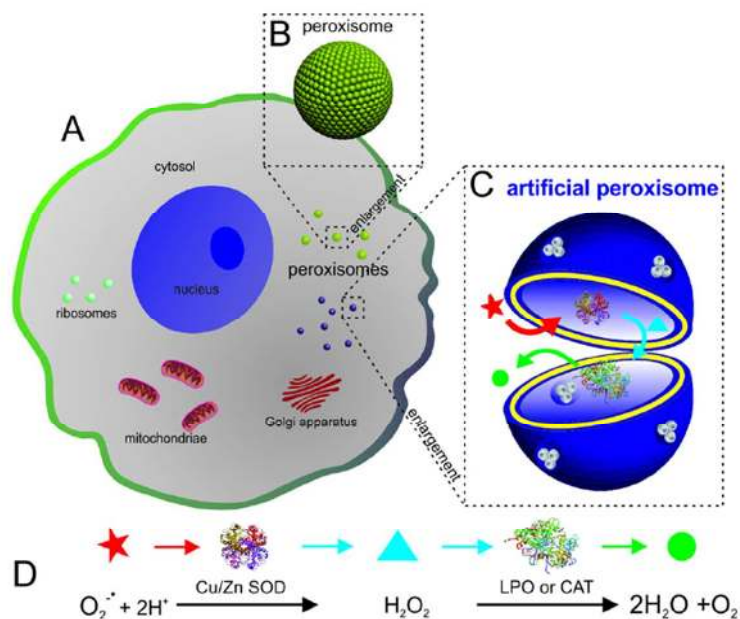 B
peroxisome
A
cytosol
enlargement
C
artificial peroxisome
peroxisomes
nucleus
ribosomes
mitochondriae
Golgi apparatus
enlargement
D
Cu/Zn SOD
LPO or CAT
O₂⁻• + 2H⁺
H₂O₂
2H₂O +O₂